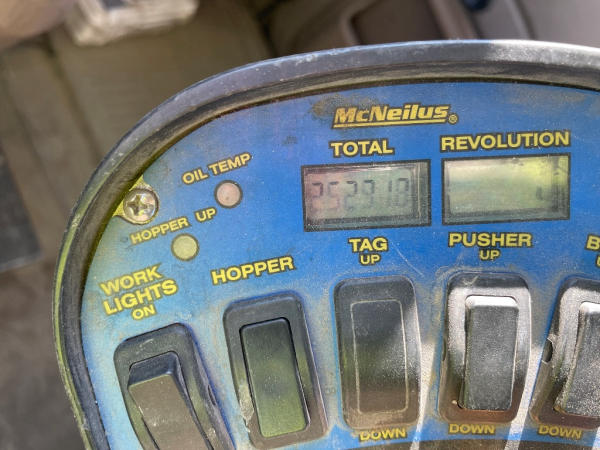 McNeilus®
TOTAL
REVOLUTION
OIL TEMP
HOPPER UP
WORK
LIGHTS
ON
HOPPER
TAG
UP
PUSHER
UP
DOWN
DOWN
DOWN